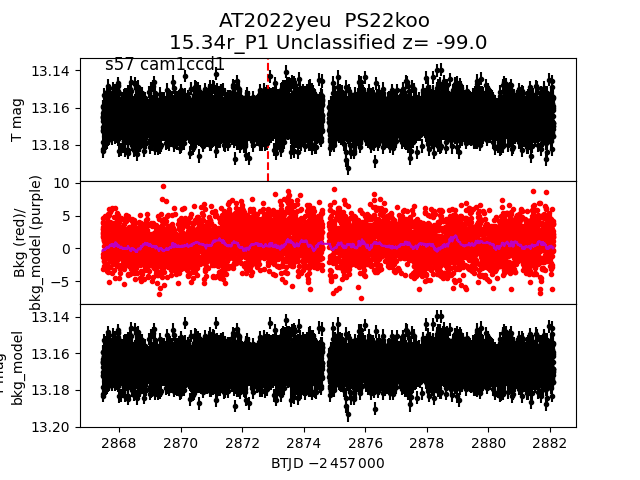 AT2022yeu  PS22koo
15.34r_P1 Unclassified z= -99.0
s57 cam1ccd1
13.14
13.16
13.18
T mag
10
5
0
−5
Bkg (red)/
bkg_model (purple)
13.14
13.16
13.18
13.20
bkg_model
2868 2870 2872 2874 2876 2878 2880 2882
BTJD −2 457 000